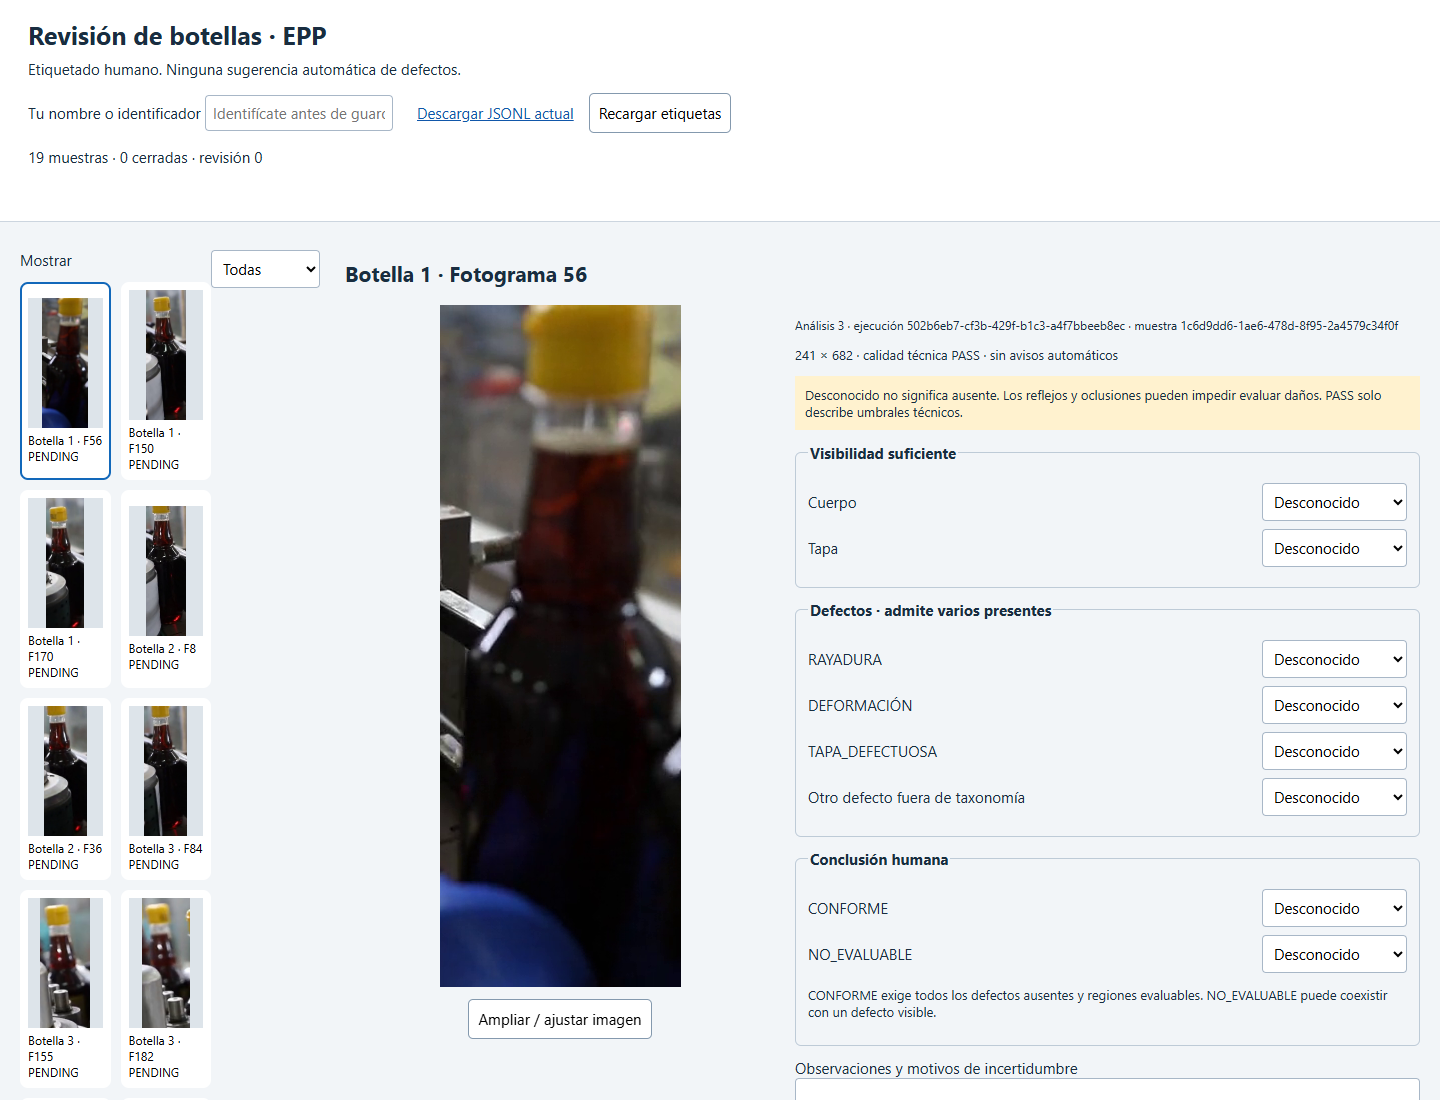 Revisión de botellas · EPP
Etiquetado humano. Ninguna sugerencia automática de defectos.
Tu nombre o identificador
Identifícate antes de guard
Descargar JSONL actual
Recargar etiquetas
19 muestras · 0 cerradas · revisión 0
Mostrar
Todas
Botella 1 · F56
PENDING
Botella 1 ·
F150
PENDING
Botella 1 ·
F170
PENDING
Botella 2 · F8
PENDING
Botella 2 · F36
PENDING
Botella 3 · F84
PENDING
Botella 3 ·
F155
PENDING
Botella 3 ·
F182
PENDING
Botella 1 · Fotograma 56
Ampliar / ajustar imagen
Análisis 3 · ejecución 502b6eb7-cf3b-429f-b1c3-a4f7bbeeb8ec · muestra 1c6d9dd6-1ae6-478d-8f95-2a4579c34f0f
241 × 682 · calidad técnica PASS · sin avisos automáticos
Desconocido no significa ausente. Los reflejos y oclusiones pueden impedir evaluar daños. PASS solo
describe umbrales técnicos.
Visibilidad suficiente
Cuerpo
Desconocido
Tapa
Desconocido
Defectos · admite varios presentes
RAYADURA
Desconocido
DEFORMACIÓN
Desconocido
TAPA_DEFECTUOSA
Desconocido
Otro defecto fuera de taxonomía
Desconocido
Conclusión humana
CONFORME
Desconocido
NO_EVALUABLE
Desconocido
CONFORME exige todos los defectos ausentes y regiones evaluables. NO_EVALUABLE puede coexistir
con un defecto visible.
Observaciones y motivos de incertidumbre